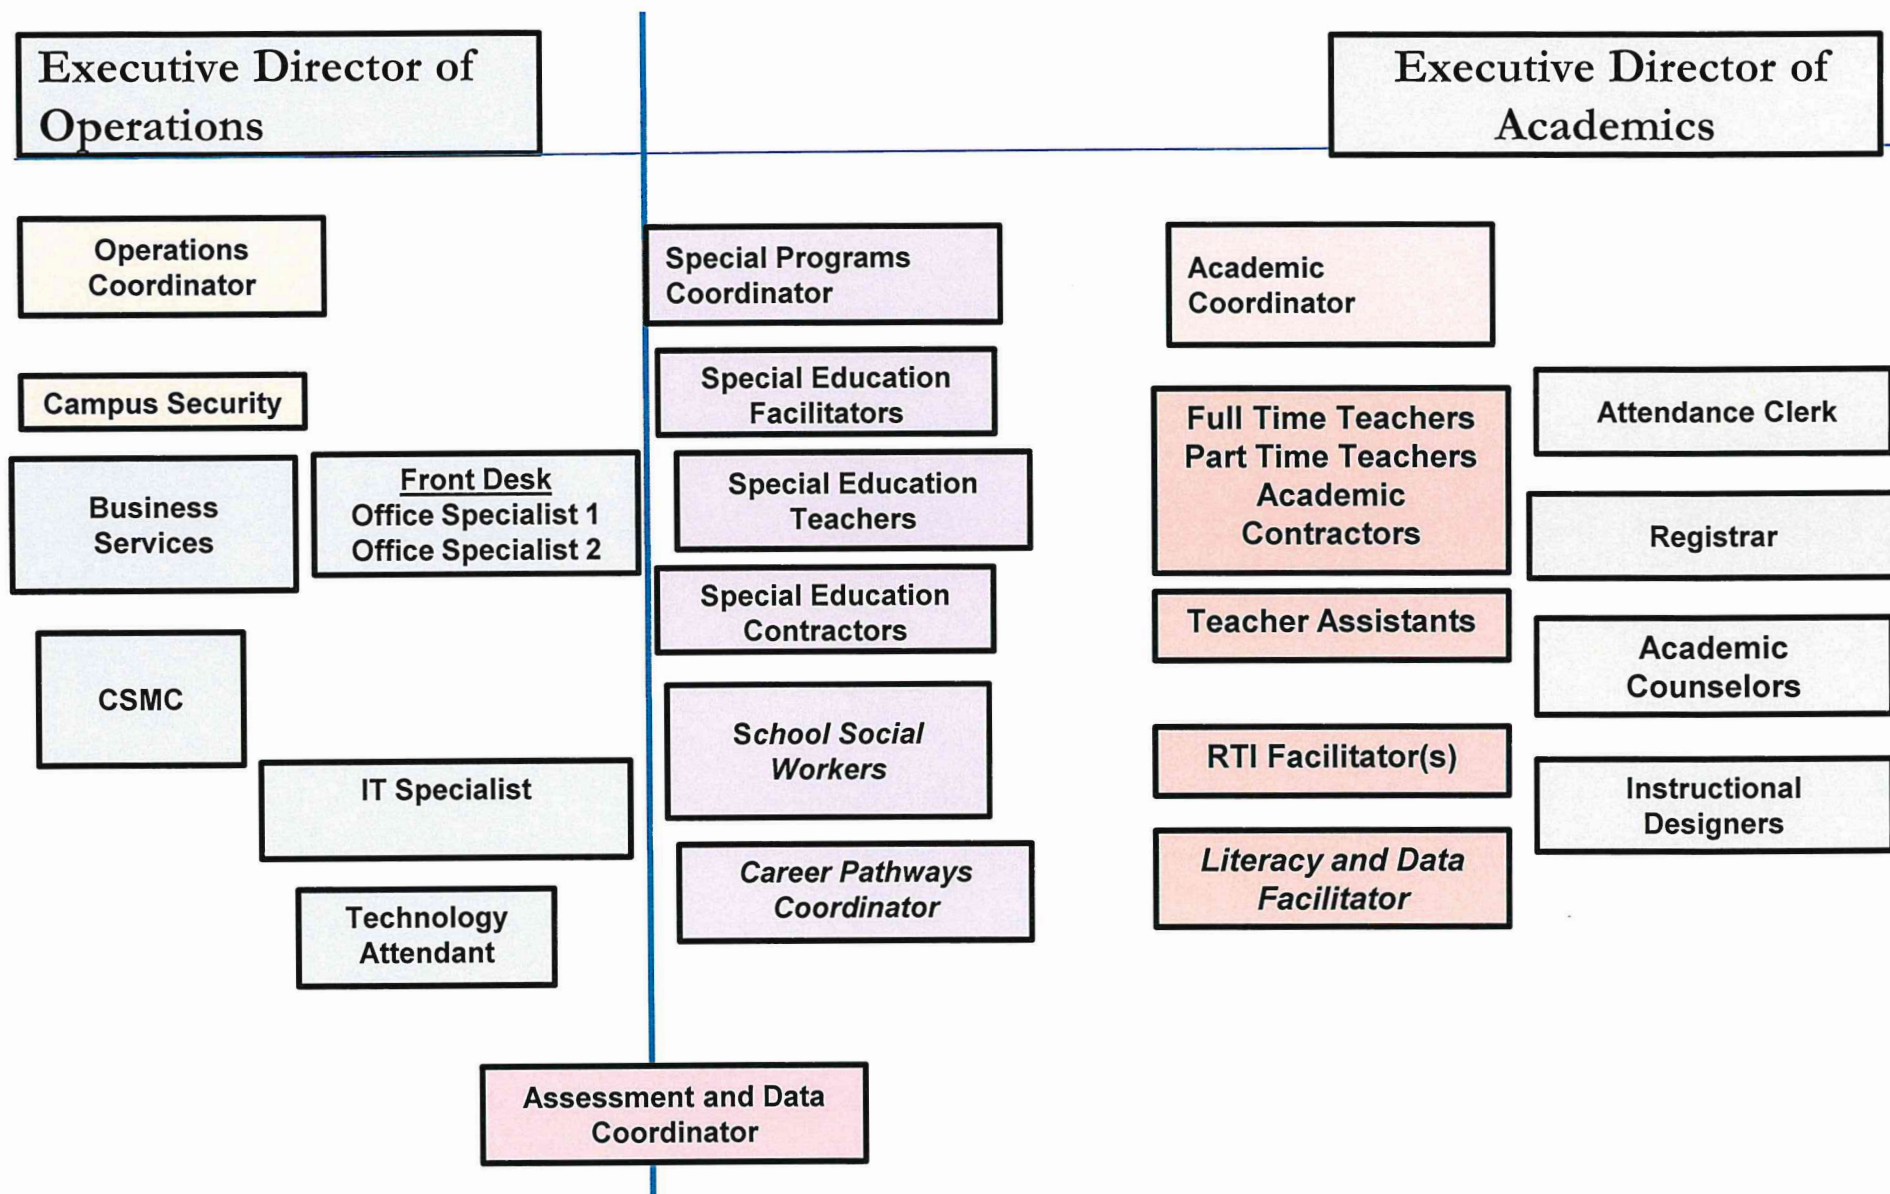 Executive Director of
Operations
Executive Director of
Academics
Operations
Coordinator
Campus Security
Business
Services
Front Desk
Office Specialist 1
Office Specialist 2
CSMC
IT Specialist
Technology
Attendant
Special Programs
Coordinator
Special Education
Facilitators
Special Education
Teachers
Special Education
Contractors
School Social
Workers
Career Pathways
Coordinator
Academic
Coordinator
Full Time Teachers
Part Time Teachers
Academic
Contractors
Teacher Assistants
RTI Facilitator(s)
Literacy and Data
Facilitator
Attendance Clerk
Registrar
Academic
Counselors
Instructional
Designers
Assessment and Data
Coordinator